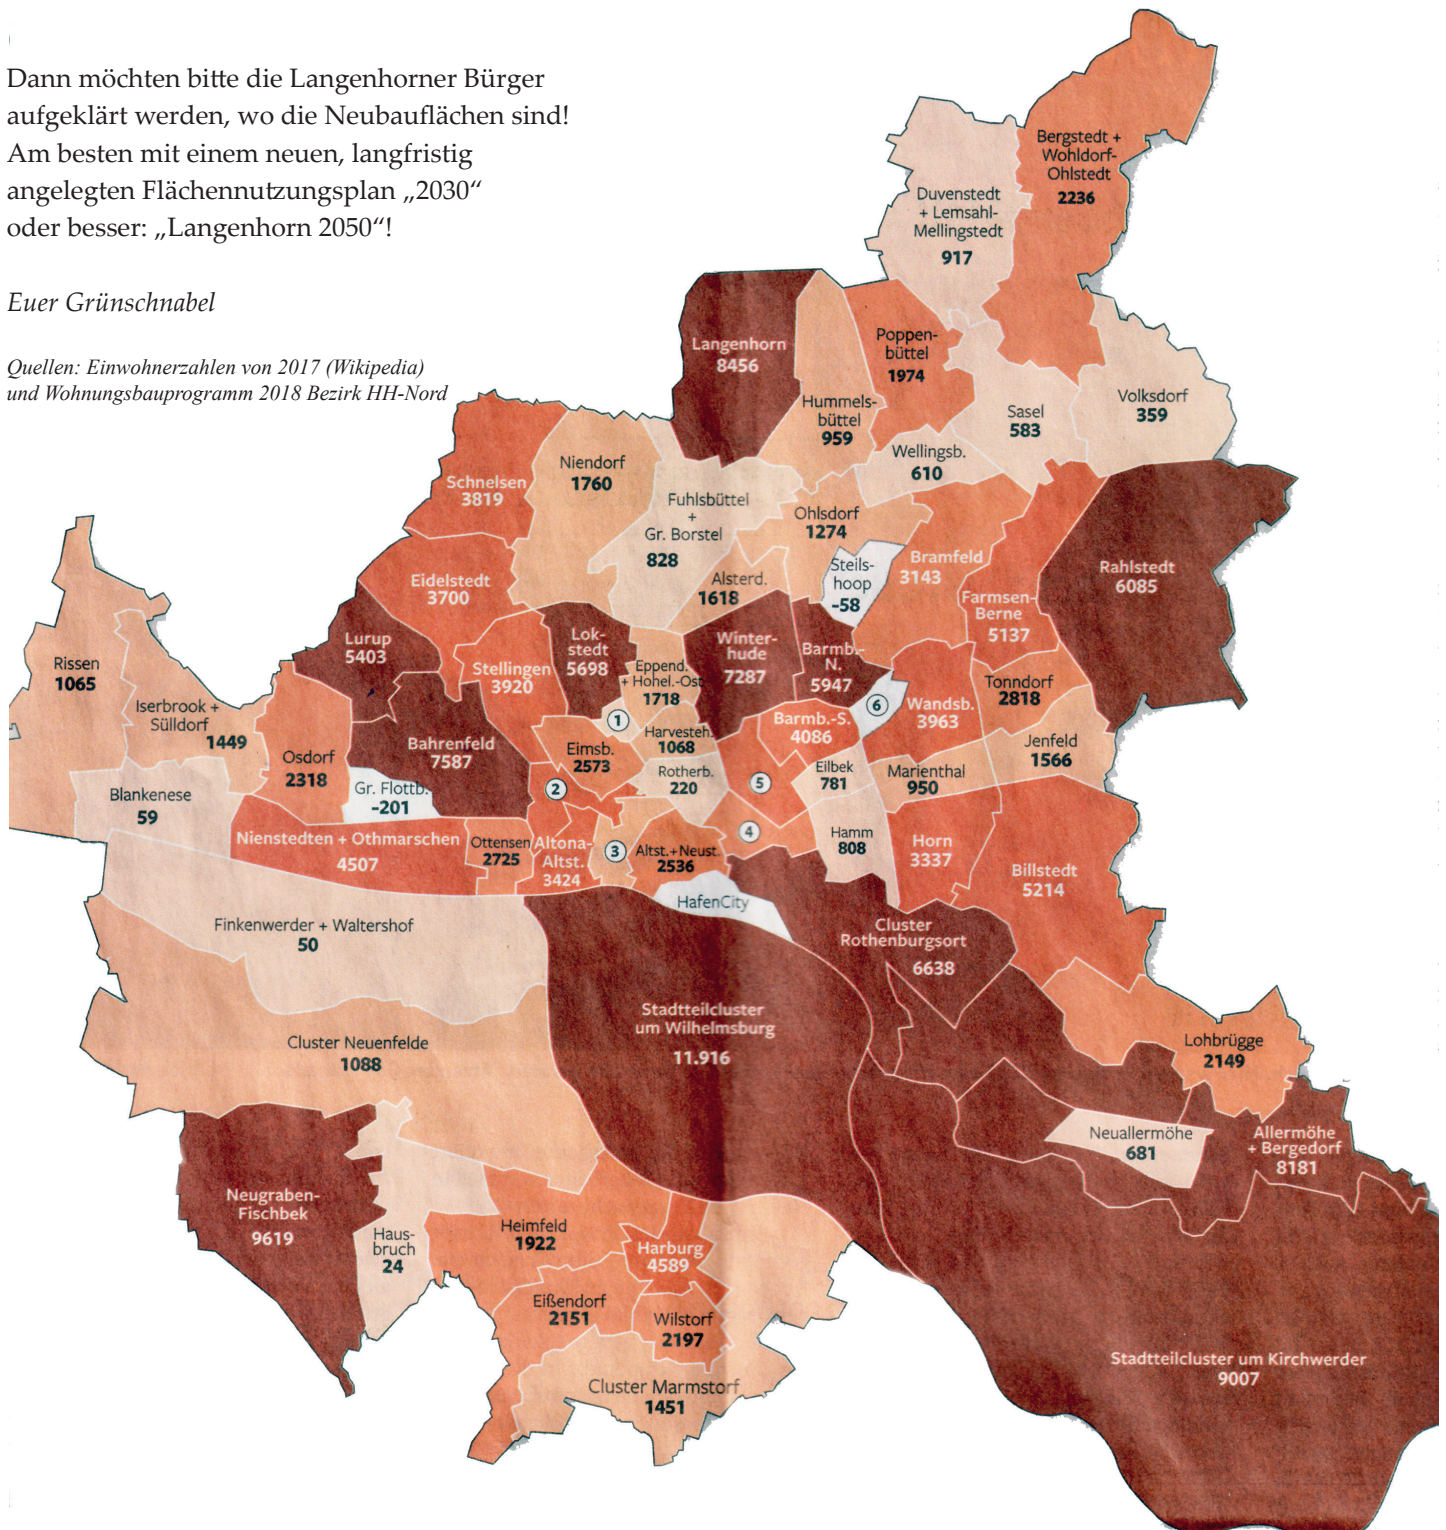 Dann möchten bitte die Langenhorner Bürger
aufgeklärt werden, wo die Neubauflächen sind!
Am besten mit einem neuen, langfristig
angelegten Flächennutzungsplan „2030“
oder besser: „Langenhorn 2050“!
Euer Grünschnabel
Quellen: Einwohnerzahlen von 2017 (Wikipedia)
und Wohnungsbauprogramm 2018 Bezirk HH-Nord
Bergstedt +
Wohldorf-
Ohlstedt
2236
Duvenstedt
+ Lemsahl-
Mellingstedt
917
Langenhorn
8456
Poppen-
büttel
1974
Hummels-
büttel
959
Sasel
583
Volksdorf
359
Wellingsb.
610
Schnelsen
3819
Niendorf
1760
Fuhlsbüttel
+
Gr. Borstel
828
Ohlsdorf
1274
Steils-
hoop
-58
Bramfeld
3143
Farmsen-
Berne
5137
Rahlstedt
6085
Eidelstedt
3700
Alsterd.
1618
Lurup
5403
Stellingen
3920
Lok-
stedt
5698
Eppend.
+ Hohel.-Ost
1718
Winter-
hude
7287
Barmb.-
N.
5947
Rissen
1065
Iserbrook +
Sülldorf
1449
Osdorf
2318
Bahrenfeld
7587
Eimsb.
2573
1
Harvesteh.
1068
Barmb.-S.
4086
6
Wandsb.
3963
Tonndorf
2818
Jenfeld
1566
Blankenese
59
Gr. Flottb.
-201
2
Rotherb.
220
5
Eilbek
781
Marienthal
950
Nienstedten + Othmarschen
4507
Ottensen
2725
Altona-
Altst.
3424
3
Altst.+Neust.
2536
4
Hamm
808
Horn
3337
Billstedt
5214
HafenCity
Finkenwerder + Waltershof
50
Cluster
Rothenburgsort
6638
Stadtteilcluster
um Wilhelmsburg
11.916
Cluster Neuenfelde
1088
Lohbrügge
2149
Neuallermöhe
681
Allermöhe
+ Bergedorf
8181
Neugraben-
Fischbek
9619
Haus-
bruch
24
Heimfeld
1922
Harburg
4589
Eißendorf
2151
Wilstorf
2197
Cluster Marmstorf
1451
Stadtteilcluster um Kirchwerder
9007